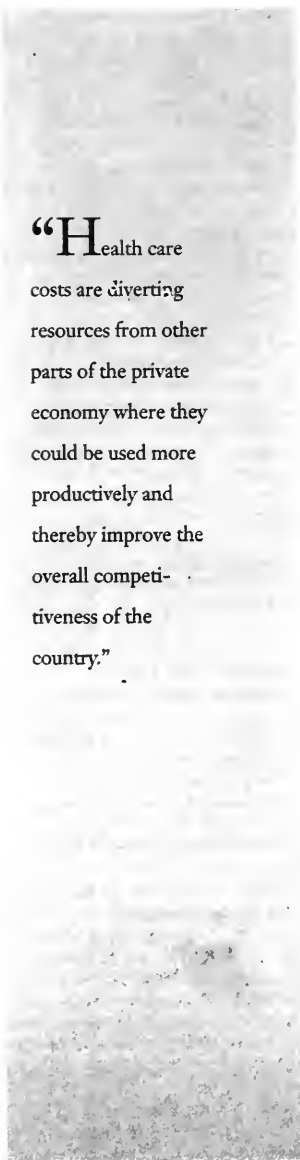 “Health care
costs are diverting
resources from other
parts of the private
economy where they
could be used more
productively and
thereby improve the
overall competi-
tiveness of the
country.”